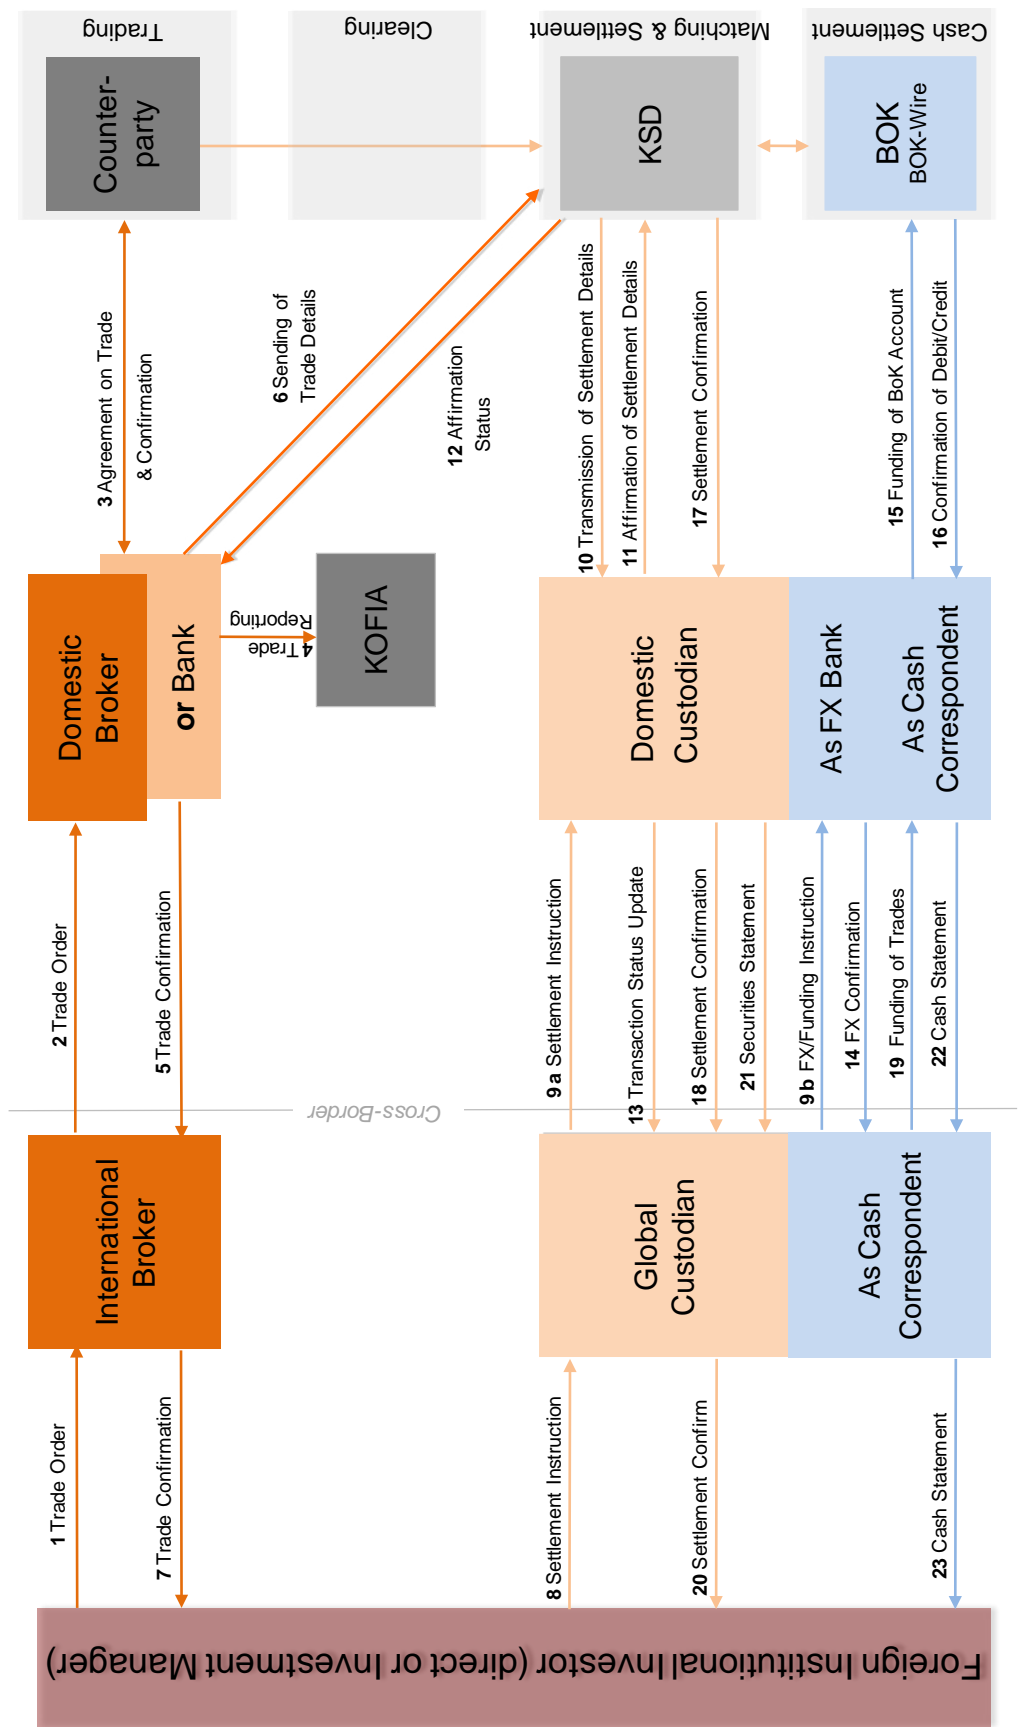 Trading
Clearing
Matching & Settlement
Cash Settlement
Counter-
party
KSD
BOK
BOK-Wire
3 Agreement on Trade
& Confirmation
6 Sending of
Trade Details
12 Affirmation
Status
10 Transmission of Settlement Details
11 Affirmation of Settlement Details
17 Settlement Confirmation
15 Funding of BoK Account
16 Confirmation of Debit/Credit
Domestic
Broker
or Bank
4 Trade
Reporting
KOFIA
Domestic
Custodian
As FX Bank
As Cash
Correspondent
2 Trade Order
5 Trade Confirmation
9a Settlement Instruction
13 Transaction Status Update
18 Settlement Confirmation
21 Securities Statement
9b FX/Funding Instruction
14 FX Confirmation
19 Funding of Trades
22 Cash Statement
Cross-Border
International
Broker
Global
Custodian
As Cash
Correspondent
1 Trade Order
7 Trade Confirmation
8 Settlement Instruction
20 Settlement Confirm
23 Cash Statement
Foreign Institutional Investor (direct or Investment Manager)